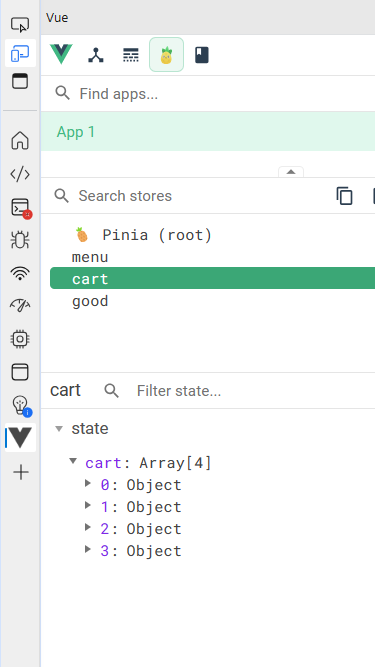 Vue
Find apps...
App 1
Search stores
Pinia (root)
menu
cart
good
cart
Filter state...
state
cart: Array[4]
0: Object
1: Object
2: Object
3: Object